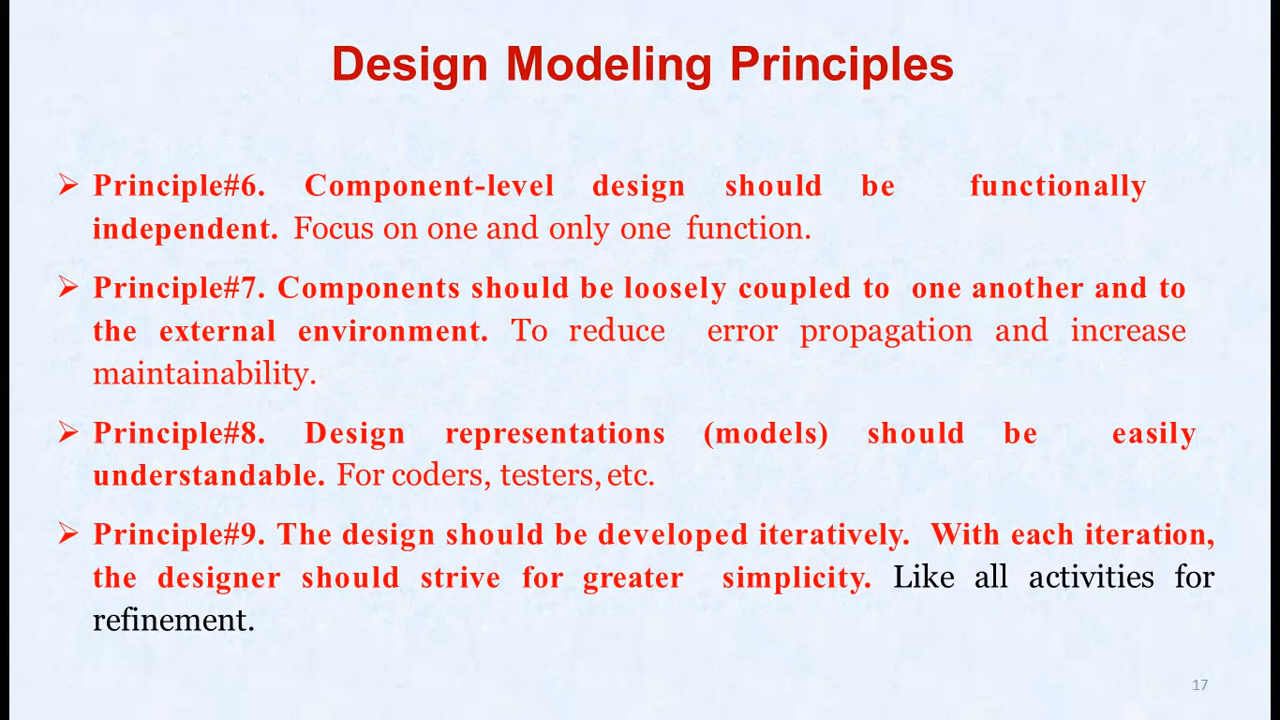 Design Modeling Principles
➢ Principle#6. Component-level design should be functionally
independent. Focus on one and only one function.
➢ Principle#7. Components should be loosely coupled to one another and to
the external environment. To reduce error propagation and increase
maintainability.
➢ Principle#8. Design representations (models) should be easily
understandable. For coders, testers, etc.
➢ Principle#9. The design should be developed iteratively. With each iteration,
the designer should strive for greater simplicity. Like all activities for
refinement.
17